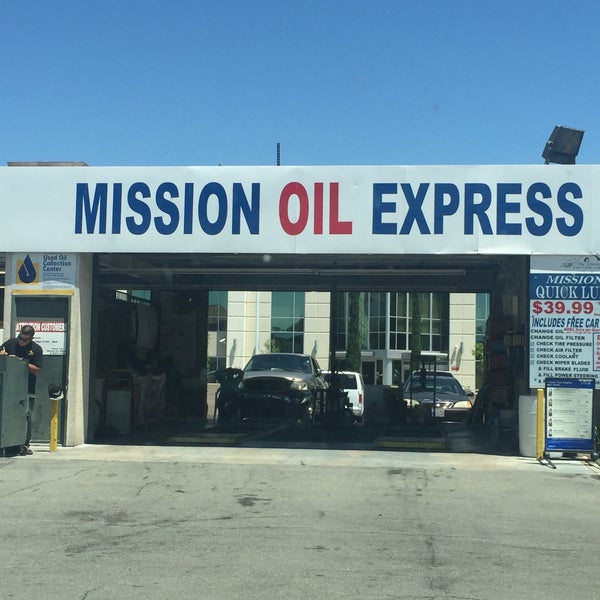 MISSION OIL EXPRESS
Used Oil
Collection
Center
CUSTOMER
MISSION
QUICK LU
$39.99
INCLUDES FREE CAR
CHANGE OIL
CHANGE OIL FILTER
CHECK TIRE PRESSURE
CHECK AIR FILTER
CHECK COOLANT
CHECK WIPER BLADES
& FILL BRAKE FLUID
& FILL POWER STEERING